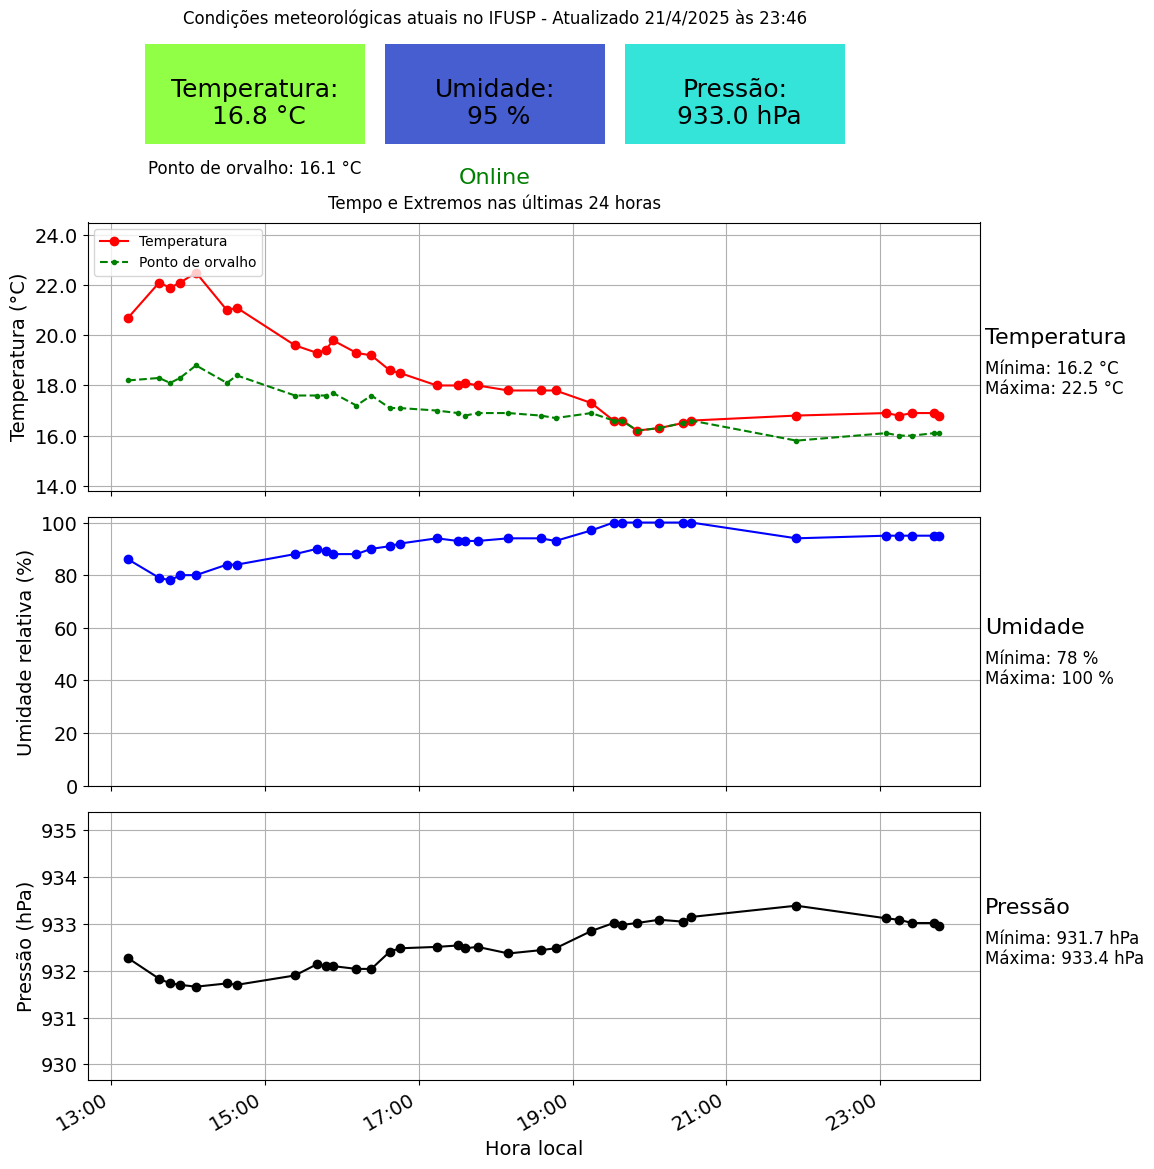 Condições meteorológicas atuais no IFUSP - Atualizado 21/4/2025 às 23:46
Temperatura:
16.8 °C
Umidade:
95 %
Pressão:
933.0 hPa
Ponto de orvalho: 16.1 °C
Online
Tempo e Extremos nas últimas 24 horas
Temperatura (°C)
24.0
22.0
20.0
18.0
16.0
14.0
Temperatura
Ponto de orvalho
Temperatura
Mínima: 16.2 °C
Máxima: 22.5 °C
Umidade relativa (%)
100
80
60
40
20
0
Umidade
Mínima: 78 %
Máxima: 100 %
Pressão (hPa)
935
934
933
932
931
930
Pressão
Mínima: 931.7 hPa
Máxima: 933.4 hPa
13:00
15:00
17:00
19:00
21:00
23:00
Hora local